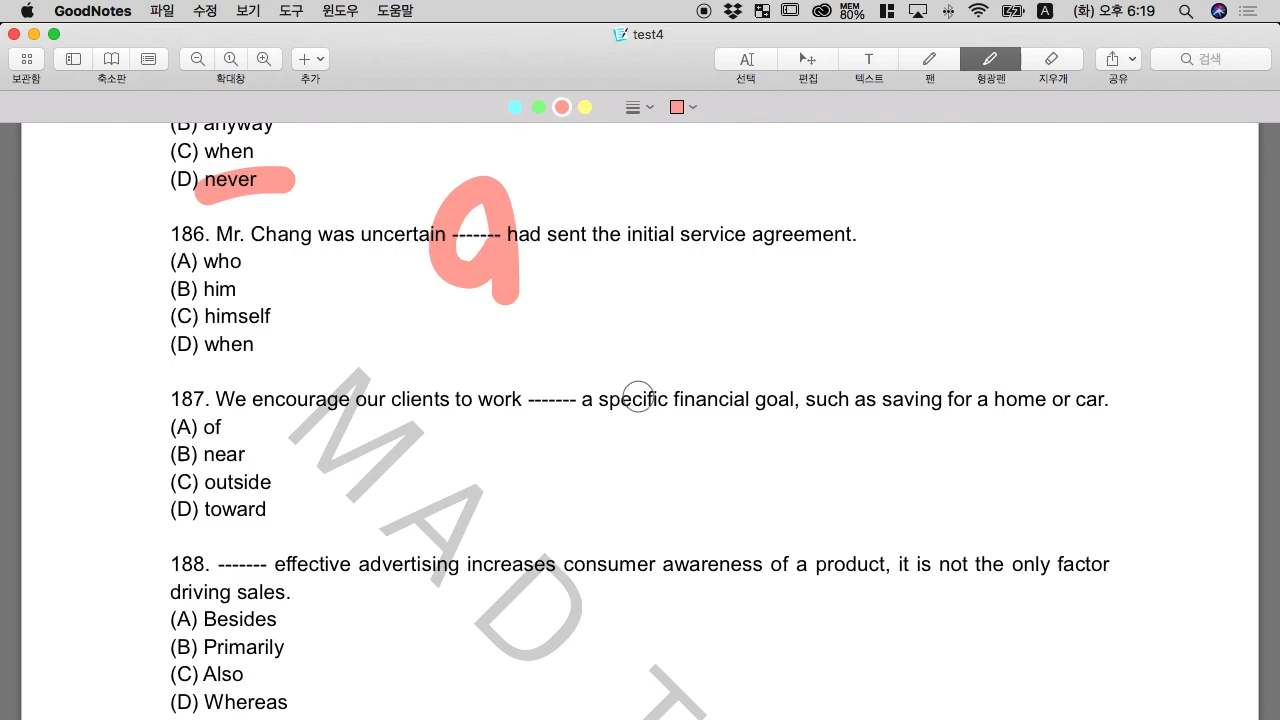 GoodNotes 파일 수정 보기 도구 윈도우 도움말 MEM 80% A (화) 오후 6:19
test4
보관함 축소판 확대창 추가 선택 편집 텍스트 펜 형광펜 지우개 공유 검색
(B) anyway
(C) when
(D) never
a
186. Mr. Chang was uncertain ------- had sent the initial service agreement.
(A) who
(B) him
(C) himself
(D) when
187. We encourage our clients to work ------- a specific financial goal, such as saving for a home or car.
(A) of
(B) near
(C) outside
(D) toward
188. ------- effective advertising increases consumer awareness of a product, it is not the only factor
driving sales.
(A) Besides
(B) Primarily
(C) Also
(D) Whereas
M A D T